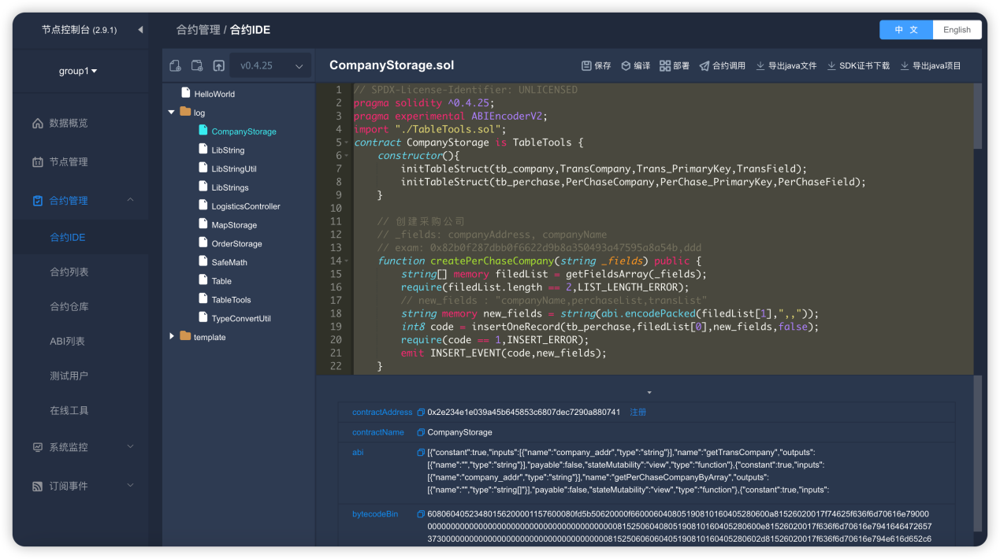 节点控制台 (2.9.1)
合约管理 / 合约IDE
中 文
English
group1
数据概览
节点管理
合约管理
合约IDE
合约列表
合约仓库
ABI列表
测试用户
在线工具
系统监控
订阅事件
v0.4.25
HelloWorld
log
CompanyStorage
LibString
LibStringUtil
LibStrings
LogisticsController
MapStorage
OrderStorage
SafeMath
Table
TableTools
TypeConvertUtil
template
CompanyStorage.sol
保存
编译
部署
合约调用
导出java文件
SDK证书下载
导出java项目
1 // SPDX-License-Identifier: UNLICENSED
2 pragma solidity ^0.4.25;
3 pragma experimental ABIEncoderV2;
4 import "./TableTools.sol";
5 contract CompanyStorage is TableTools {
6 constructor(){
7 initTableStruct(tb_company,TransCompany,Trans_PrimaryKey,TransField);
8 initTableStruct(tb_perchase,PerChaseCompany,PerChase_PrimaryKey,PerChaseField);
9 }
10
11 // 创建采购公司
12 // _fields: companyAddress, companyName
13 // exam: 0x82b0f287dbb0f6622d9b8a350493a47595a8a54b,ddd
14 function createPerChaseCompany(string _fields) public {
15 string[] memory filedList = getFieldsArray(_fields);
16 require(filedList.length == 2,LIST_LENGTH_ERROR);
17 // new_fields : "companyName,perchaseList,transList"
18 string memory new_fields = string(abi.encodePacked(filedList[1],",,"));
19 int8 code = insertOneRecord(tb_perchase,filedList[0],new_fields,false);
20 require(code == 1,INSERT_ERROR);
21 emit INSERT_EVENT(code,new_fields);
22 }
contractAddress 0x2e234e1e039a45b645853c6807dec7290a880741 注册
contractName CompanyStorage
abi [{"constant":true,"inputs":[{"name":"company_addr","type":"string"}],"name":"getTransCompany","outputs":
[{"name":"","type":"string"}],"payable":false,"stateMutability":"view","type":"function"},{"constant":true,"inputs":
[{"name":"company_addr","type":"string"}],"name":"getPerChaseCompanyByArray","outputs":
[{"name":"","type":"string[]"}],"payable":false,"stateMutability":"view","type":"function"},{"constant":true,"inputs":
bytecodeBin